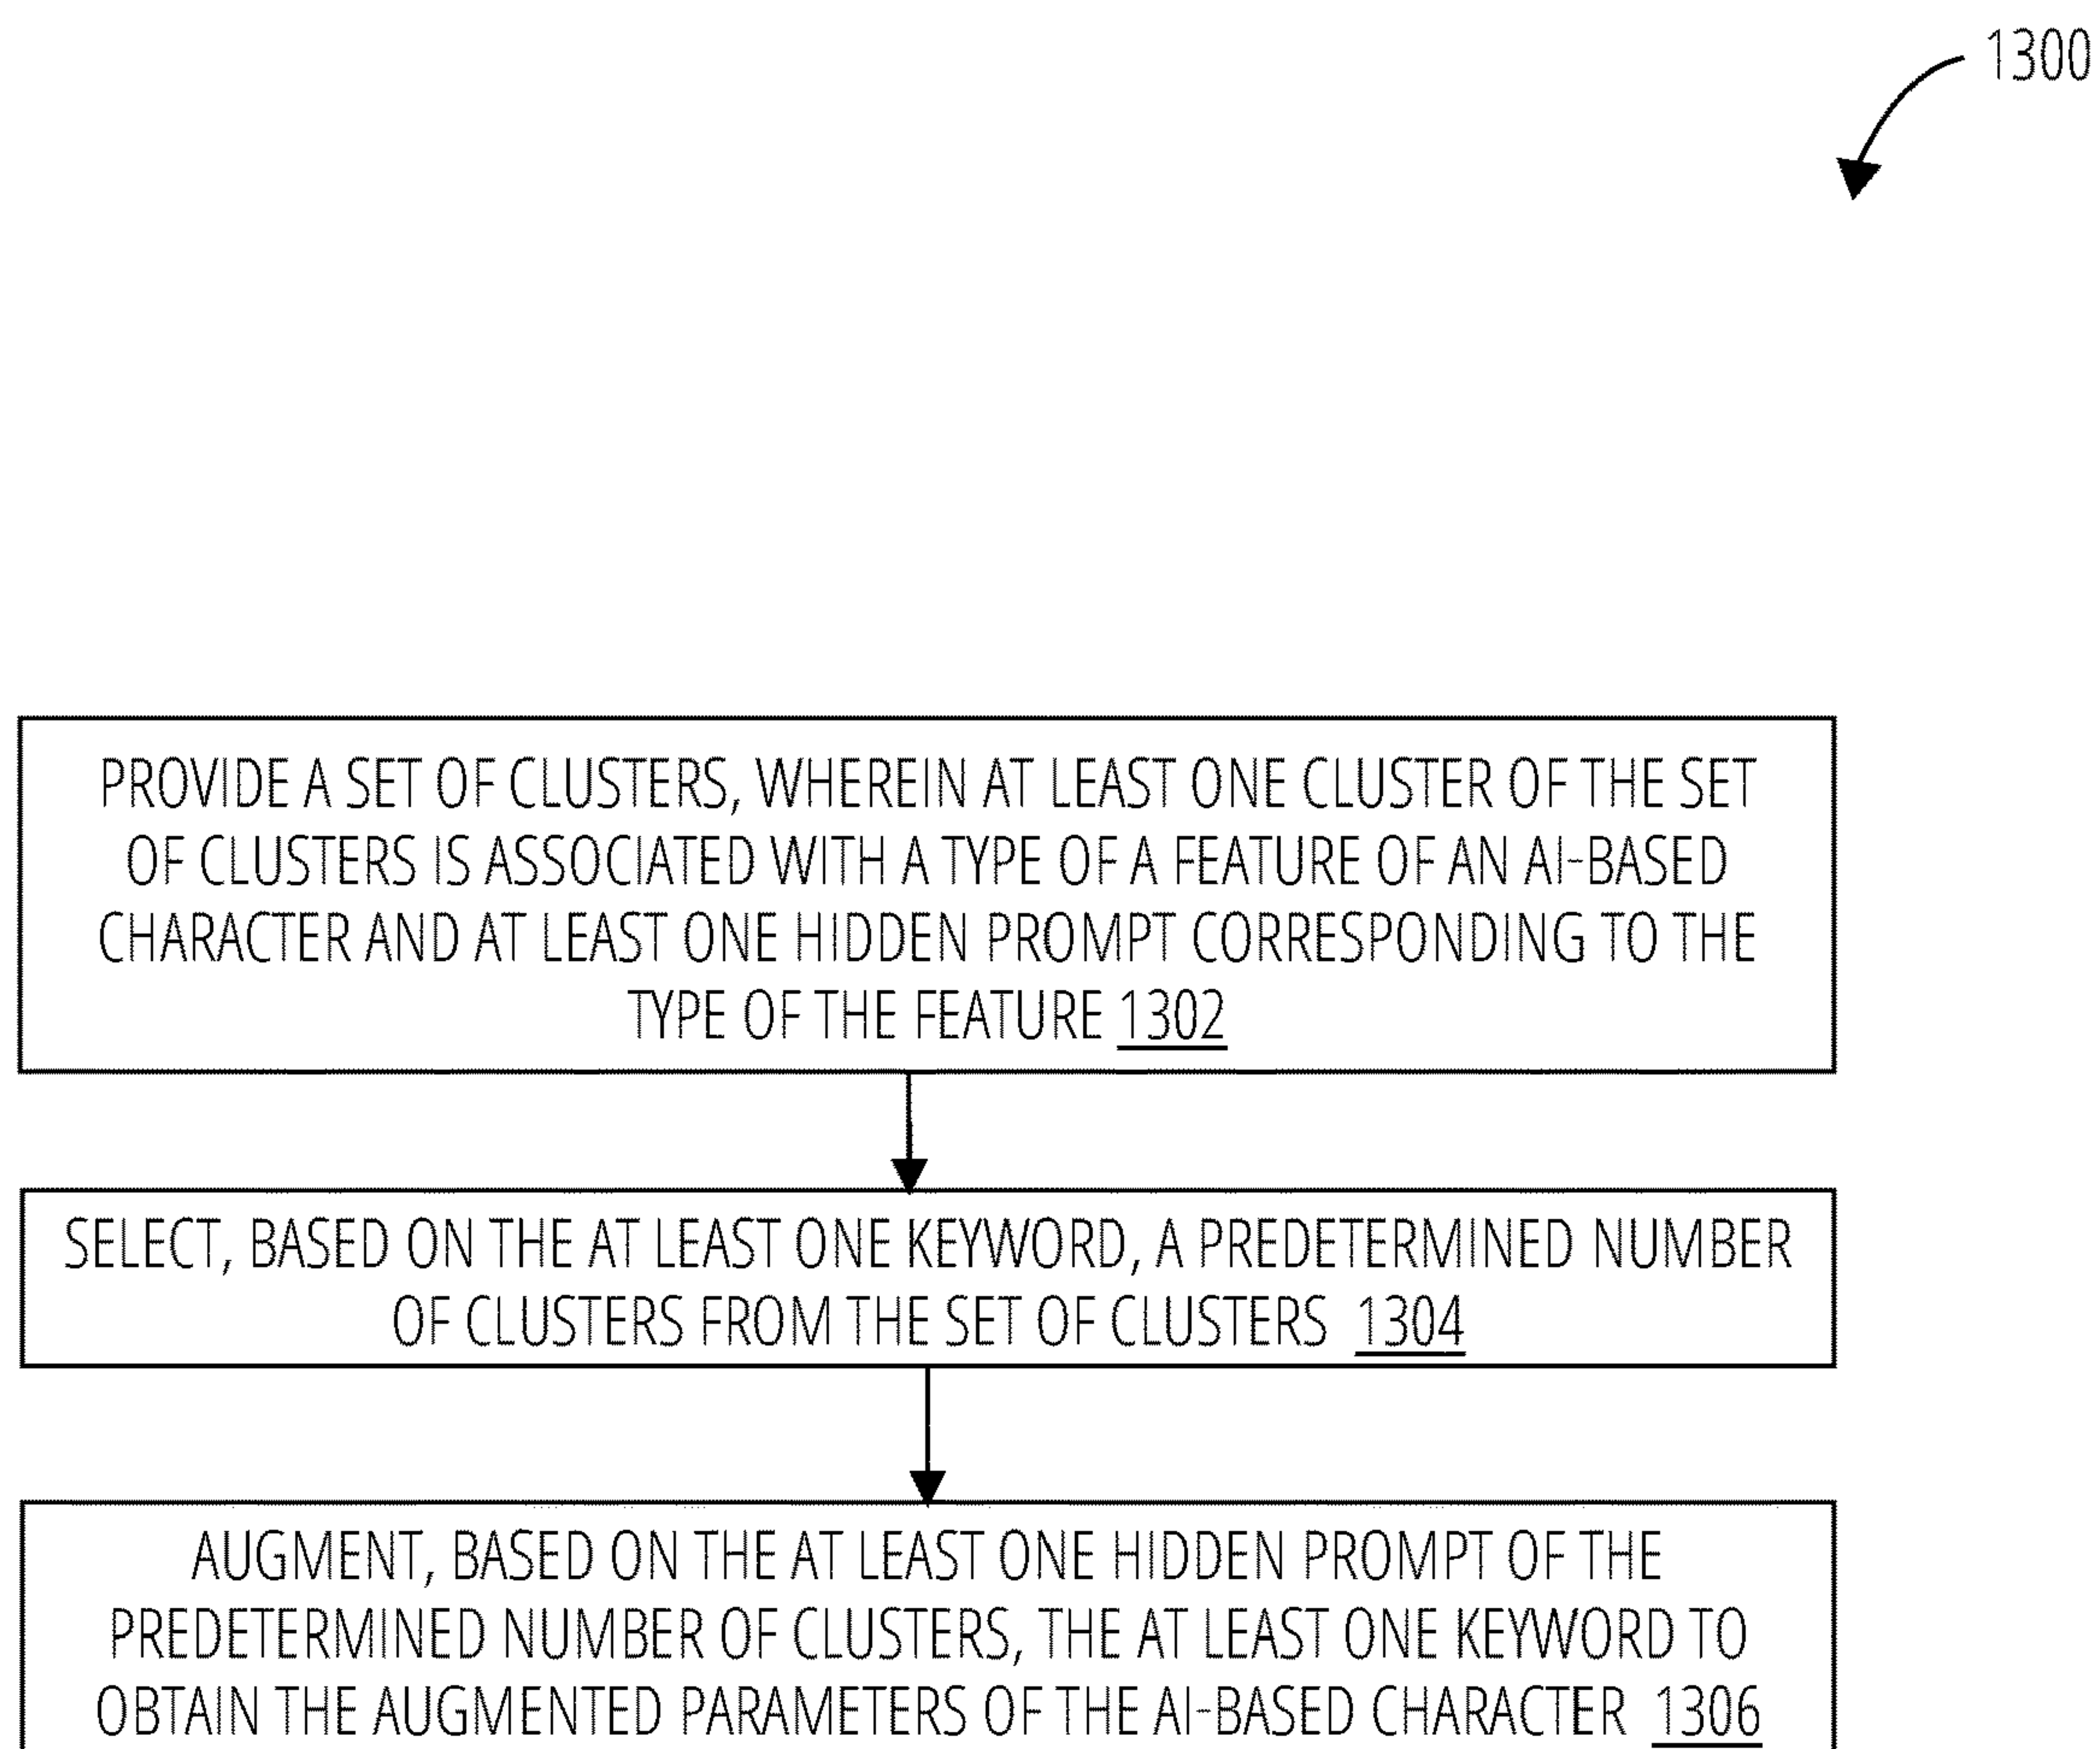 1300
PROVIDE A SET OF CLUSTERS, WHEREIN AT LEAST ONE CLUSTER OF THE SET
OF CLUSTERS IS ASSOCIATED WITH A TYPE OF A FEATURE OF AN AI-BASED
CHARACTER AND AT LEAST ONE HIDDEN PROMPT CORRESPONDING TO THE
TYPE OF THE FEATURE 1302
SELECT, BASED ON THE AT LEAST ONE KEYWORD, A PREDETERMINED NUMBER
OF CLUSTERS FROM THE SET OF CLUSTERS 1304
AUGMENT, BASED ON THE AT LEAST ONE HIDDEN PROMPT OF THE
PREDETERMINED NUMBER OF CLUSTERS, THE AT LEAST ONE KEYWORD TO
OBTAIN THE AUGMENTED PARAMETERS OF THE AI-BASED CHARACTER 1306